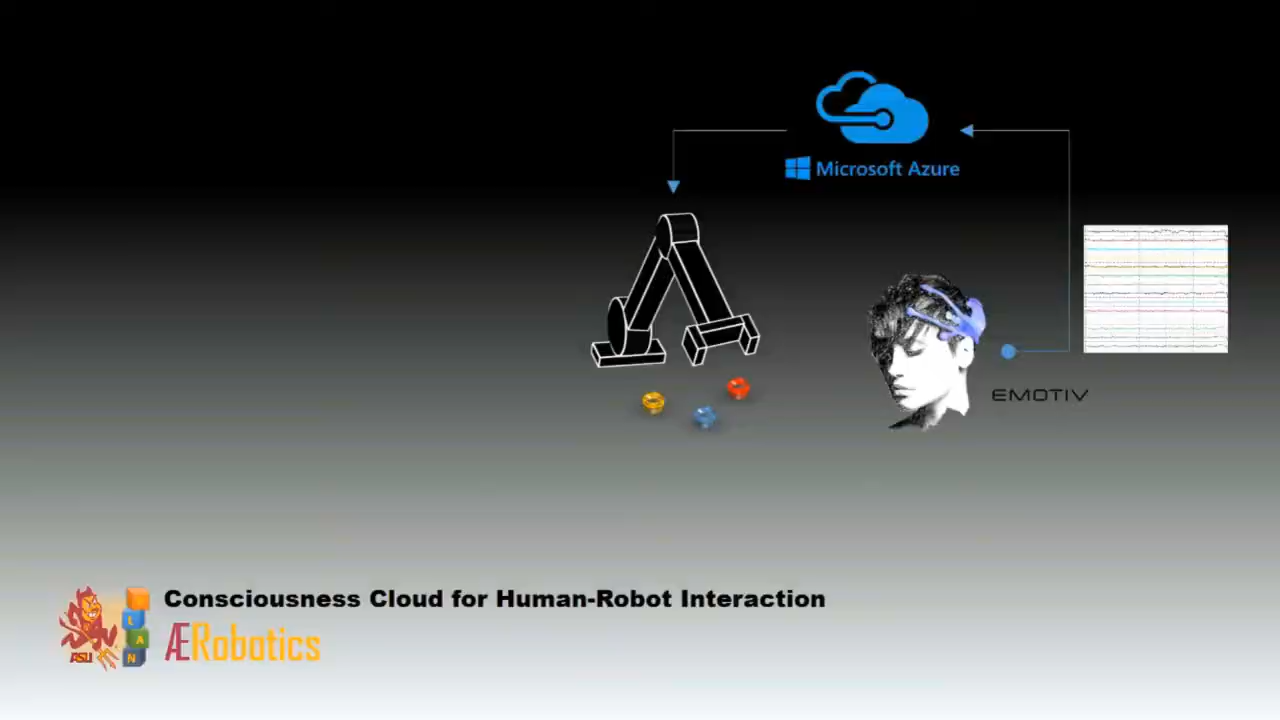 Microsoft Azure
EMOTIV
Consciousness Cloud for Human-Robot Interaction
ASU
L
A
N
ÆRobotics